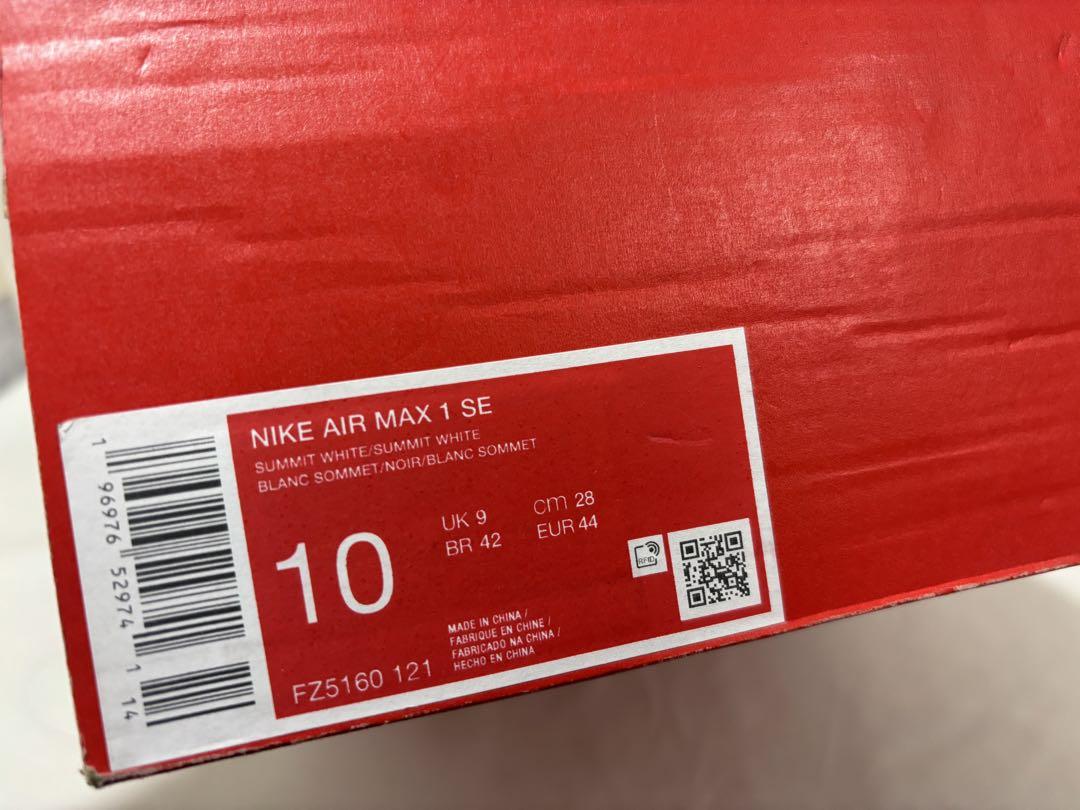 NIKE AIR MAX 1 SE
SUMMIT WHITE/SUMMIT WHITE
BLANC SOMMET/NOIR/BLANC SOMMET
10
UK 9
cm 28
BR 42
EUR 44
RFID
MADE IN CHINA /
FABRIQUE EN CHINE /
FABRICADO NA CHINA /
HECHO EN CHINA
FZ5160 121
1 96976 52974 1 14